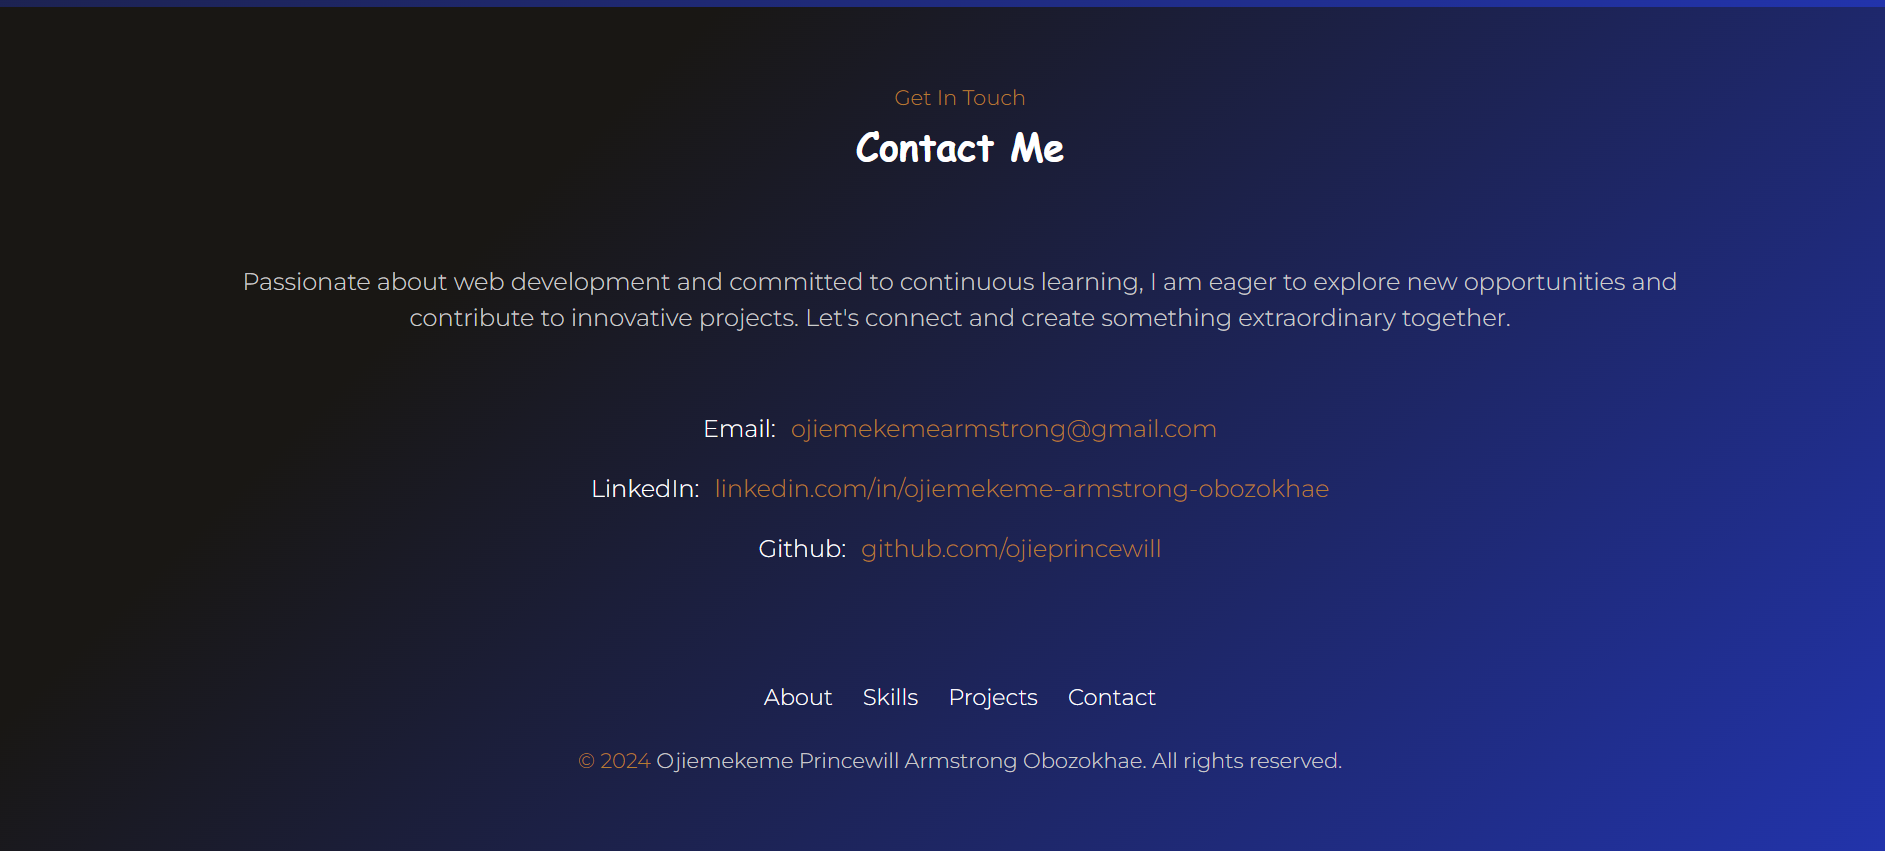 Get In Touch
Contact Me
Passionate about web development and committed to continuous learning, I am eager to explore new opportunities and
contribute to innovative projects. Let's connect and create something extraordinary together.
Email: ojiemekemearmstrong@gmail.com
LinkedIn: linkedin.com/in/ojiemekeme-armstrong-obozokhae
Github: github.com/ojieprincewill
About Skills Projects Contact
© 2024 Ojiemekeme Princewill Armstrong Obozokhae. All rights reserved.